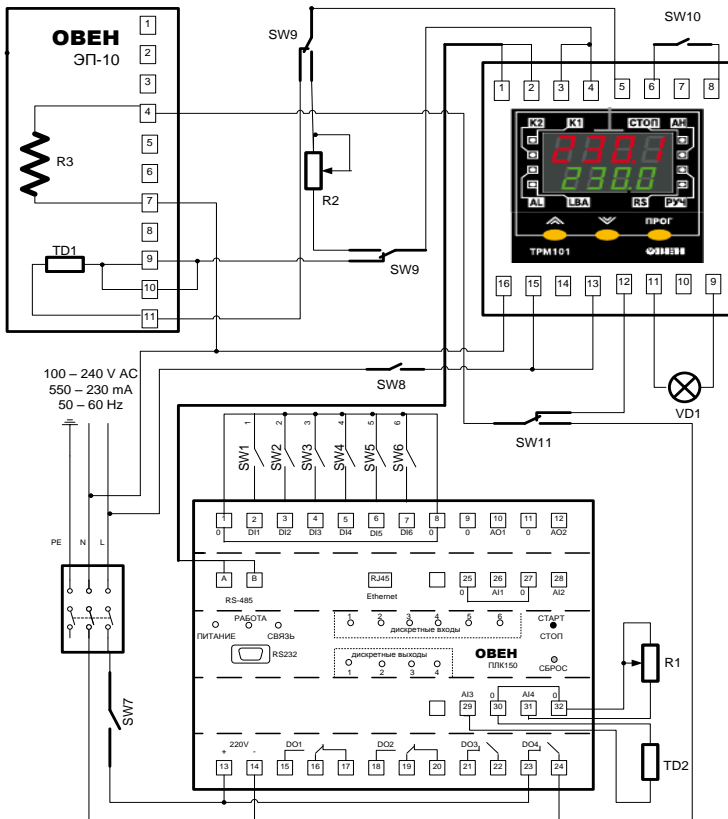 ОВЕН
ЭП-10
1
2
3
4
5
6
7
8
9
10
11
R3
TD1
SW9
R2
SW9
SW10
1
2
3
4
5
6
7
8
K2
K1
СТОП
АН
230.1
230.0
AL
LBA
RS
РУЧ
ПРОГ
ТРМ101
ОВЕН
16
15
14
13
12
11
10
9
SW8
VD1
SW11
100 – 240 V AC
550 – 230 mA
50 – 60 Hz
PE
N
L
SW7
1
2
3
4
5
6
SW1
SW2
SW3
SW4
SW5
SW6
1
2
3
4
5
6
7
8
9
10
11
12
0
DI1
DI2
DI3
DI4
DI5
DI6
0
0
AO1
0
AO2
A
B
RJ45
25
26
27
28
RS-485
Ethernet
0
AI1
0
AI2
РАБОТА
ПИТАНИЕ
СВЯЗЬ
RS232
1
2
3
4
5
6
дискретные входы
СТАРТ
СТОП
дискретные выходы
1
2
3
4
ОВЕН
ПЛК150
СБРОС
AI3
0
AI4
0
29
30
31
32
R1
TD2
220V
+
-
DO1
DO2
DO3
DO4
13
14
15
16
17
18
19
20
21
22
23
24